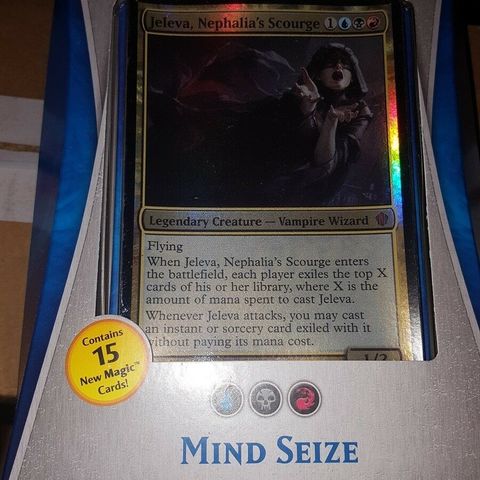 Jeleva, Nephalia's Scourge 1
Legendary Creature — Vampire Wizard
Flying
When Jeleva, Nephalia's Scourge enters
the battlefield, each player exiles the top X
cards of his or her library, where X is the
amount of mana spent to cast Jeleva.
Whenever Jeleva attacks, you may cast
an instant or sorcery card exiled with it
without paying its mana cost.
1/3
Contains
15
New Magic™
Cards!
MIND SEIZE